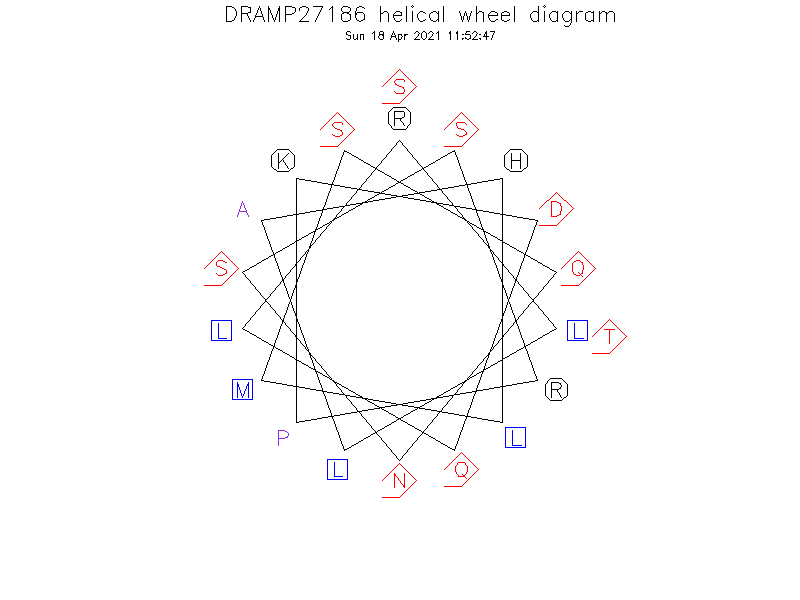 DRAMP27186 helical wheel diagram
Sun 18 Apr 2021 11:52:47
S
S R S
K H
A D
S Q
L L T
M R
P L
L N Q